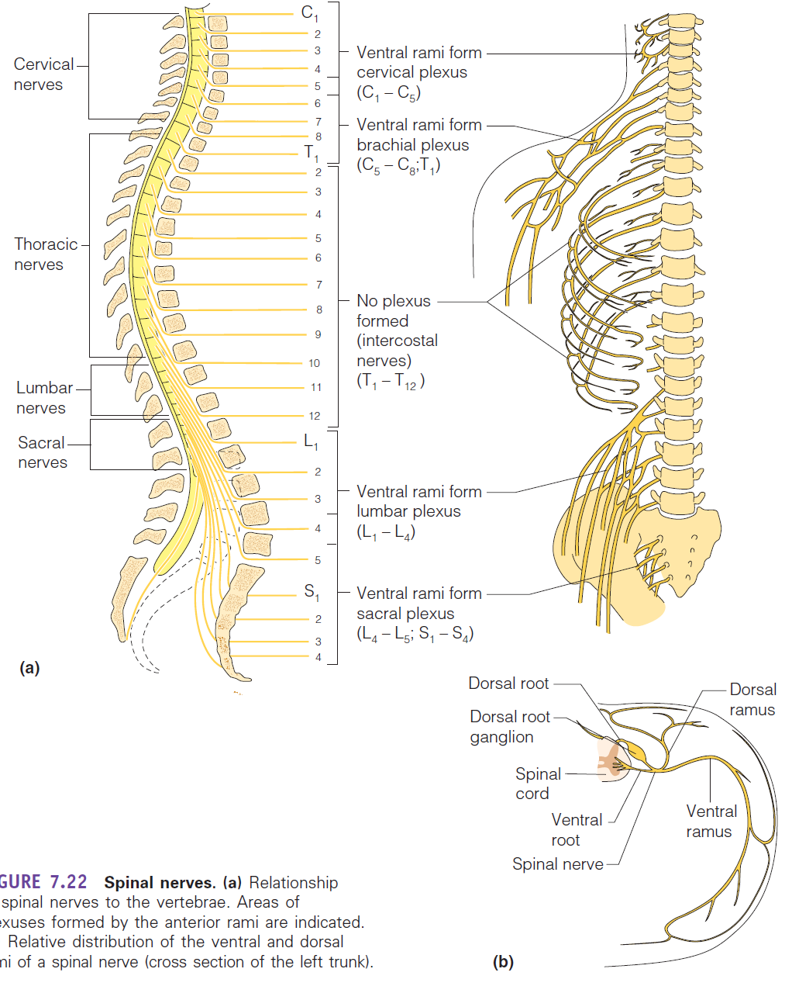 C1
2
3
4
5
6
7
8
T1
2
3
4
5
6
7
8
9
10
11
12
L1
2
3
4
5
S1
2
3
4
Cervical
nerves
Thoracic
nerves
Lumbar
nerves
Sacral
nerves
Ventral rami form
cervical plexus
(C1 – C5)
Ventral rami form
brachial plexus
(C5 – C8;T1)
No plexus
formed
(intercostal
nerves)
(T1 – T12 )
Ventral rami form
lumbar plexus
(L1 – L4)
Ventral rami form
sacral plexus
(L4 – L5; S1 – S4)
(a)
Dorsal root
Dorsal root
ganglion
Spinal
cord
Ventral
root
Spinal nerve
Dorsal
ramus
Ventral
ramus
(b)
GURE 7.22 Spinal nerves. (a) Relationship
spinal nerves to the vertebrae. Areas of
exuses formed by the anterior rami are indicated.
Relative distribution of the ventral and dorsal
mi of a spinal nerve (cross section of the left trunk).